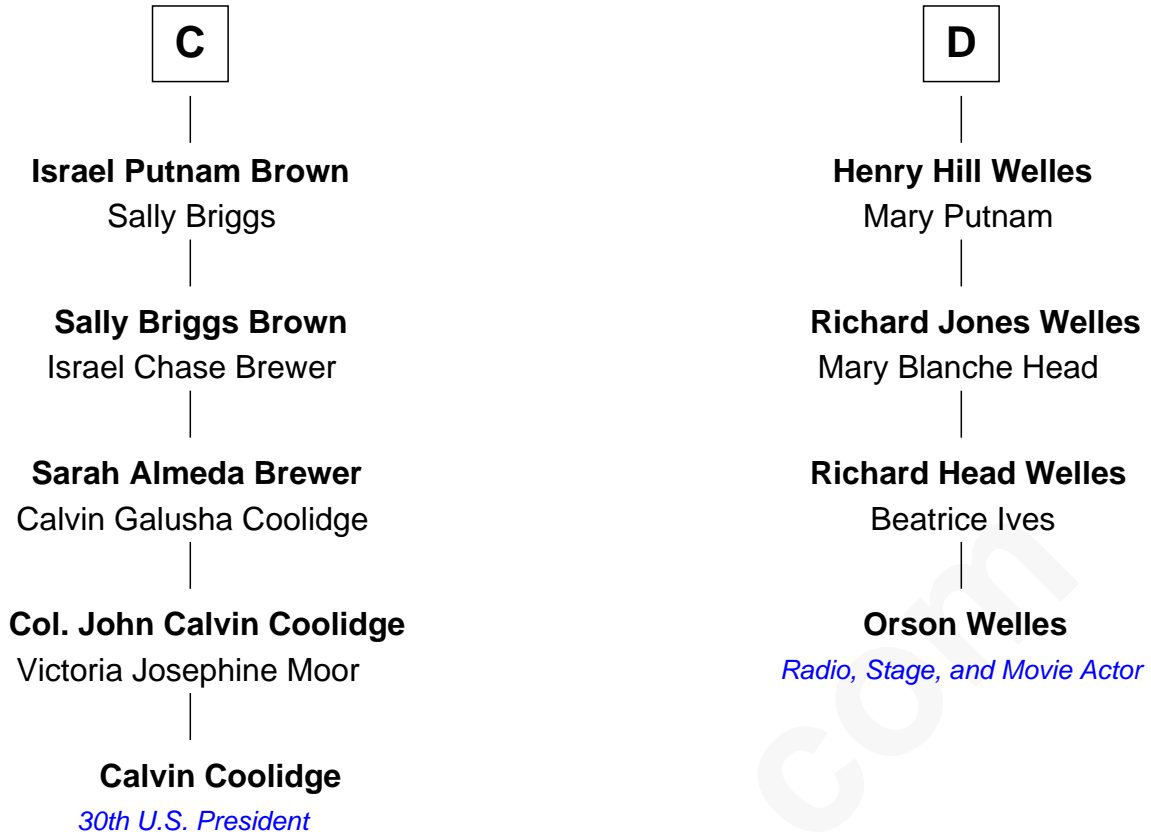 C
D
Israel Putnam Brown
Sally Briggs
Henry Hill Welles
Mary Putnam
Sally Briggs Brown
Israel Chase Brewer
Richard Jones Welles
Mary Blanche Head
Sarah Almeda Brewer
Calvin Galusha Coolidge
Richard Head Welles
Beatrice Ives
Col. John Calvin Coolidge
Victoria Josephine Moor
Orson Welles
Radio, Stage, and Movie Actor
Calvin Coolidge
30th U.S. President
com